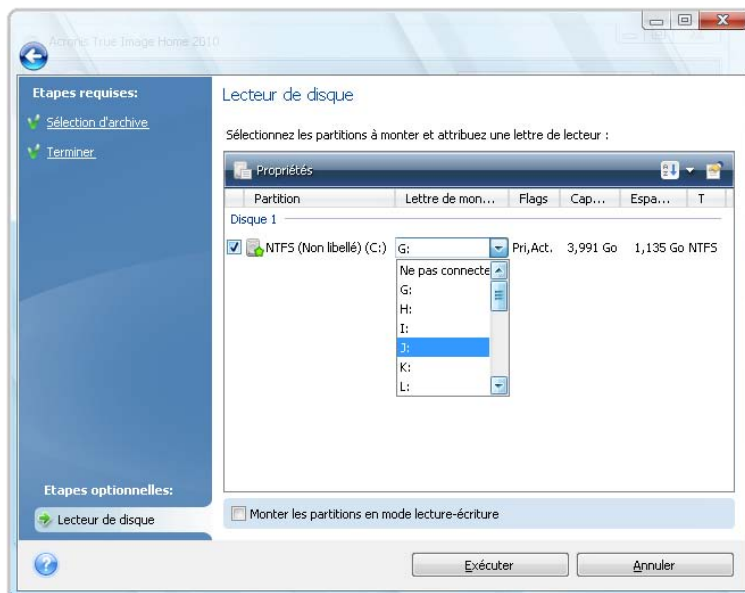 Acronis True Image Home 2010
Etapes requises:
Lecteur de disque
Sélection d'archive
Sélectionnez les partitions à monter et attribuez une lettre de lecteur :
Terminer
Propriétés
Partition Lettre de mon... Flags Cap... Espa... T
Disque 1
NTFS (Non libellé) (C:) G: Pri,Act. 3,991 Go 1,135 Go NTFS
Ne pas connecte
G:
H:
I:
J:
K:
L:
Etapes optionnelles:
Lecteur de disque
Monter les partitions en mode lecture-écriture
Exécuter Annuler